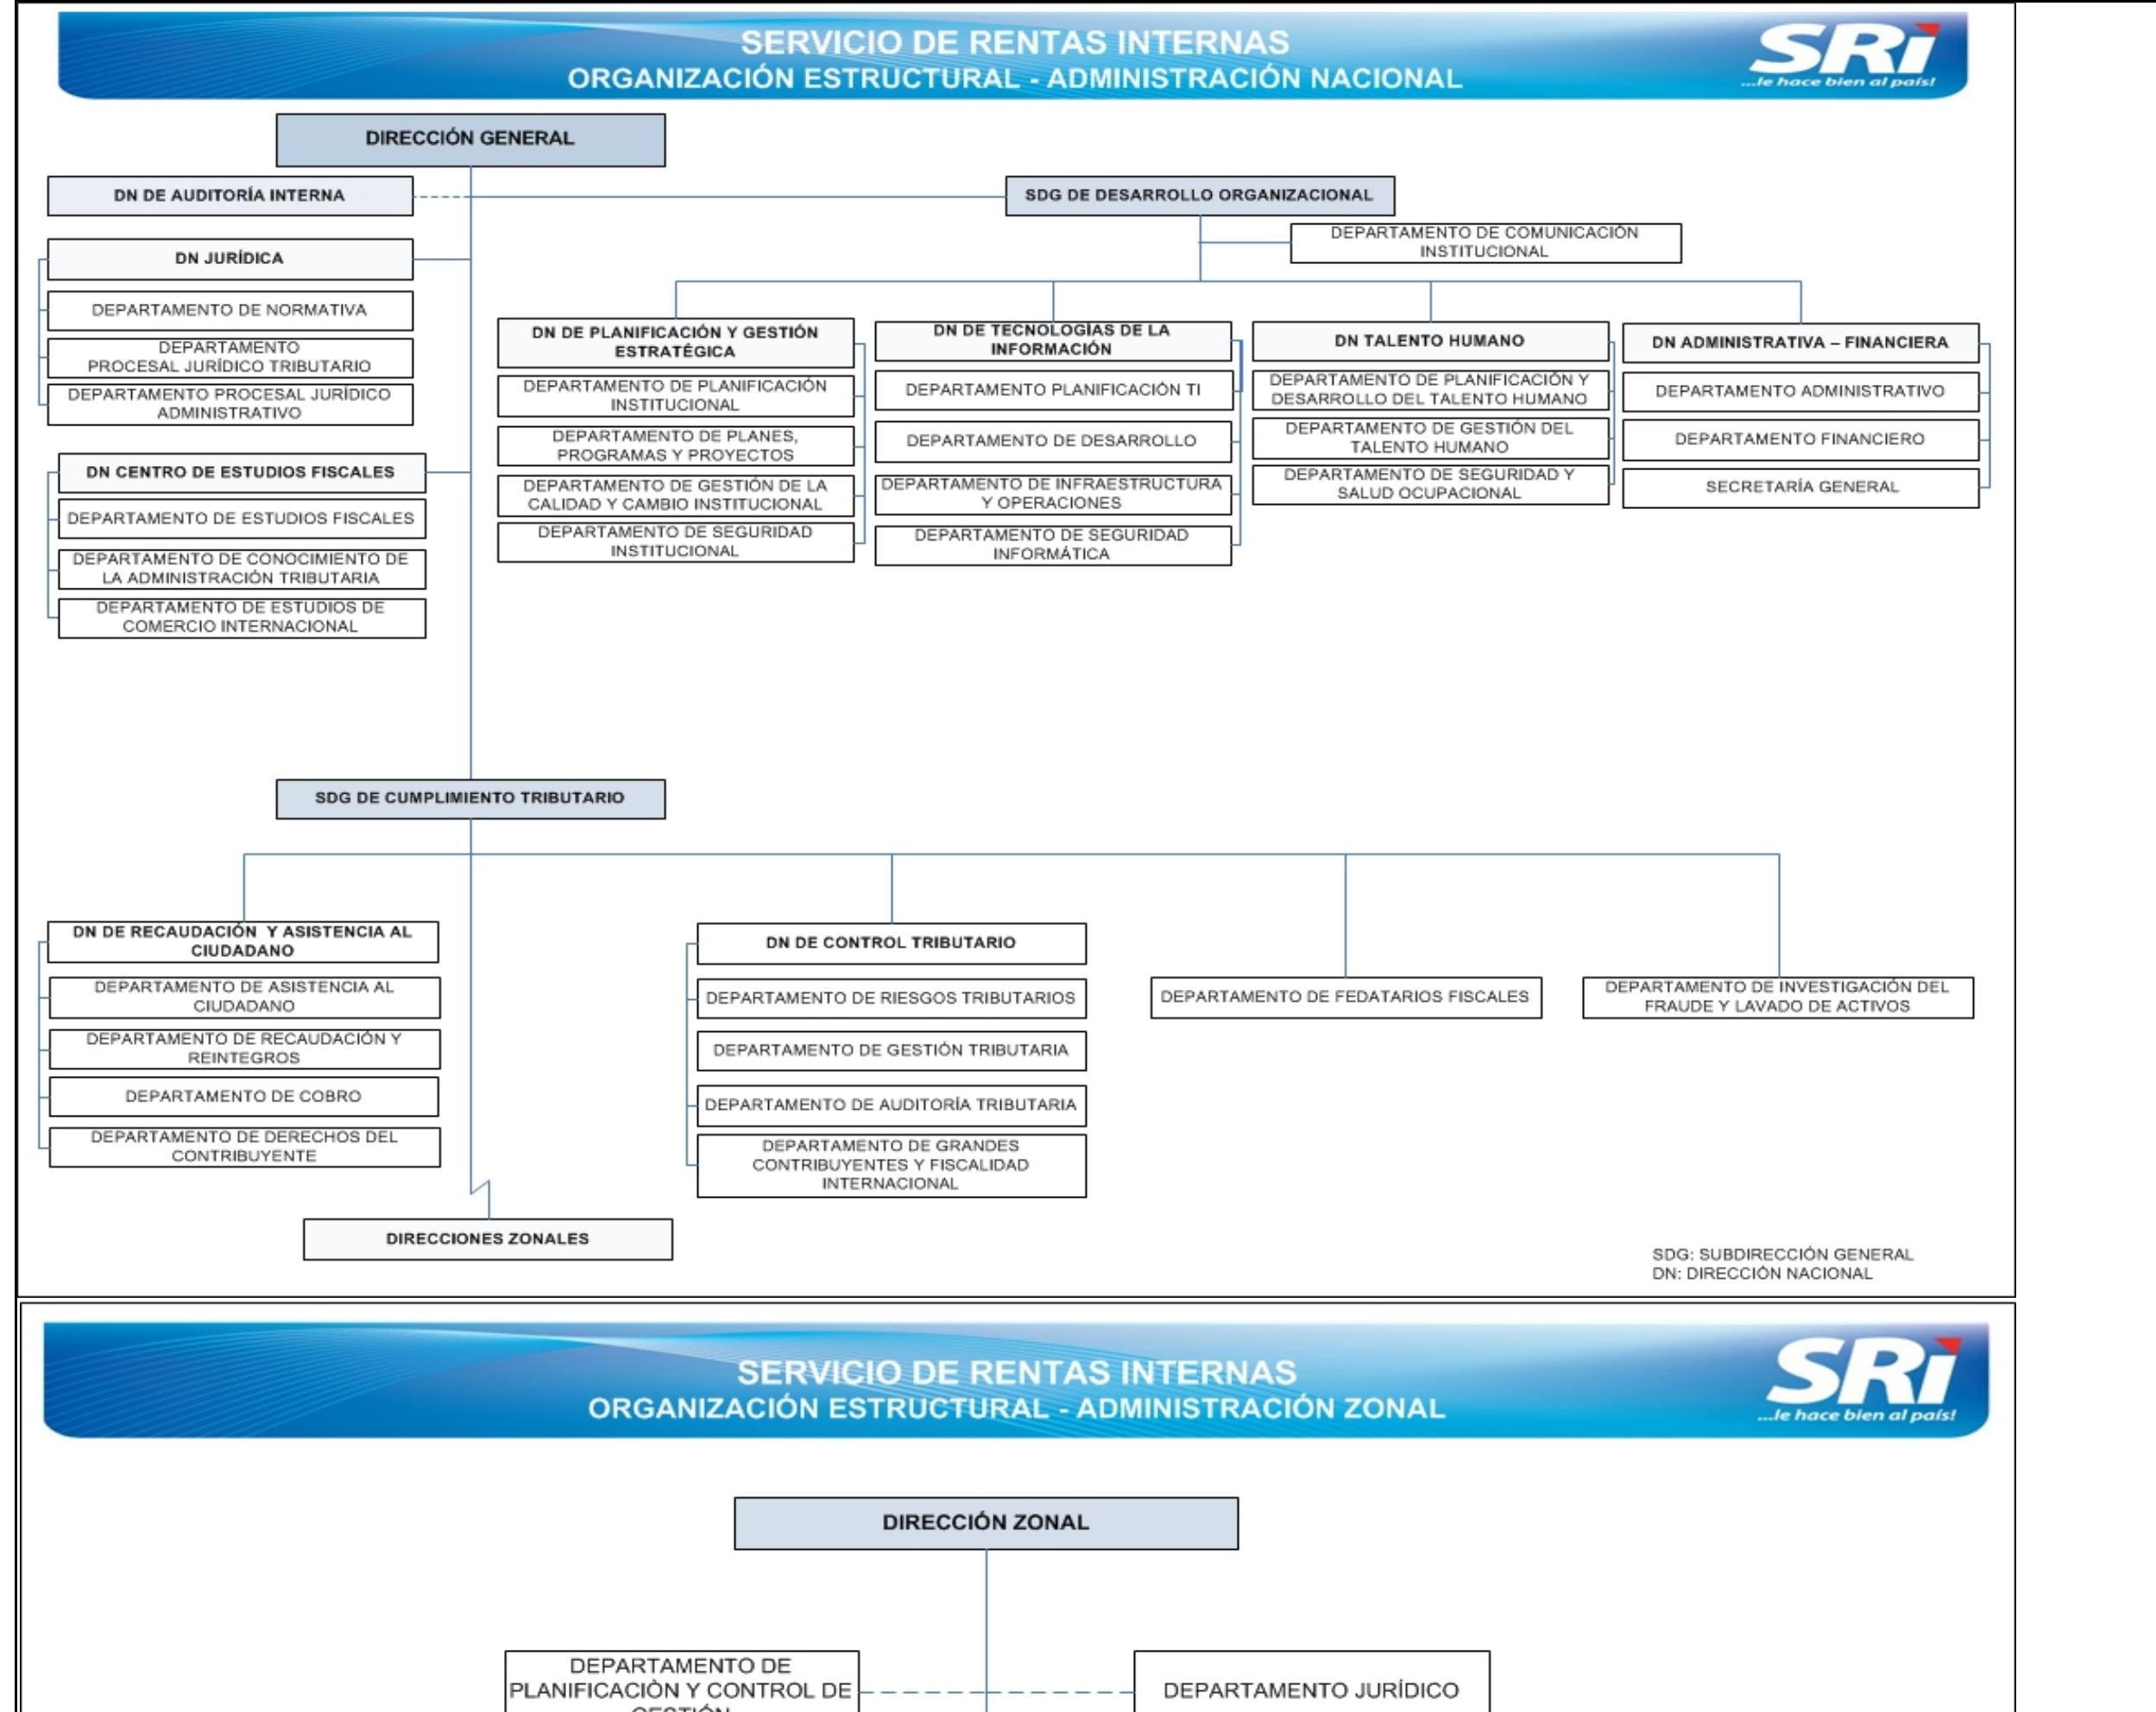 SERVICIO DE RENTAS INTERNAS
ORGANIZACIÓN ESTRUCTURAL - ADMINISTRACIÓN NACIONAL
SRi
...le hace bien al país!
DIRECCIÓN GENERAL
DN DE AUDITORÍA INTERNA
SDG DE DESARROLLO ORGANIZACIONAL
DEPARTAMENTO DE COMUNICACIÓN
INSTITUCIONAL
DN JURÍDICA
DEPARTAMENTO DE NORMATIVA
DEPARTAMENTO
PROCESAL JURÍDICO TRIBUTARIO
DEPARTAMENTO PROCESAL JURÍDICO
ADMINISTRATIVO
DN CENTRO DE ESTUDIOS FISCALES
DEPARTAMENTO DE ESTUDIOS FISCALES
DEPARTAMENTO DE CONOCIMIENTO DE
LA ADMINISTRACIÓN TRIBUTARIA
DEPARTAMENTO DE ESTUDIOS DE
COMERCIO INTERNACIONAL
DN DE PLANIFICACIÓN Y GESTIÓN
ESTRATÉGICA
DEPARTAMENTO DE PLANIFICACIÓN
INSTITUCIONAL
DEPARTAMENTO DE PLANES,
PROGRAMAS Y PROYECTOS
DEPARTAMENTO DE GESTIÓN DE LA
CALIDAD Y CAMBIO INSTITUCIONAL
DEPARTAMENTO DE SEGURIDAD
INSTITUCIONAL
DN DE TECNOLOGÍAS DE LA
INFORMACIÓN
DEPARTAMENTO PLANIFICACIÓN TI
DEPARTAMENTO DE DESARROLLO
DEPARTAMENTO DE INFRAESTRUCTURA
Y OPERACIONES
DEPARTAMENTO DE SEGURIDAD
INFORMÁTICA
DN TALENTO HUMANO
DEPARTAMENTO DE PLANIFICACIÓN Y
DESARROLLO DEL TALENTO HUMANO
DEPARTAMENTO DE GESTIÓN DEL
TALENTO HUMANO
DEPARTAMENTO DE SEGURIDAD Y
SALUD OCUPACIONAL
DN ADMINISTRATIVA – FINANCIERA
DEPARTAMENTO ADMINISTRATIVO
DEPARTAMENTO FINANCIERO
SECRETARÍA GENERAL
SDG DE CUMPLIMIENTO TRIBUTARIO
DN DE RECAUDACIÓN Y ASISTENCIA AL
CIUDADANO
DEPARTAMENTO DE ASISTENCIA AL
CIUDADANO
DEPARTAMENTO DE RECAUDACIÓN Y
REINTEGROS
DEPARTAMENTO DE COBRO
DEPARTAMENTO DE DERECHOS DEL
CONTRIBUYENTE
DN DE CONTROL TRIBUTARIO
DEPARTAMENTO DE RIESGOS TRIBUTARIOS
DEPARTAMENTO DE GESTIÓN TRIBUTARIA
DEPARTAMENTO DE AUDITORÍA TRIBUTARIA
DEPARTAMENTO DE GRANDES
CONTRIBUYENTES Y FISCALIDAD
INTERNACIONAL
DEPARTAMENTO DE FEDATARIOS FISCALES
DEPARTAMENTO DE INVESTIGACIÓN DEL
FRAUDE Y LAVADO DE ACTIVOS
DIRECCIONES ZONALES
SDG: SUBDIRECCIÓN GENERAL
DN: DIRECCIÓN NACIONAL
SERVICIO DE RENTAS INTERNAS
ORGANIZACIÓN ESTRUCTURAL - ADMINISTRACIÓN ZONAL
SRi
...le hace bien al país!
DIRECCIÓN ZONAL
DEPARTAMENTO DE
PLANIFICACIÒN Y CONTROL DE
GESTIÓN
DEPARTAMENTO JURÍDICO